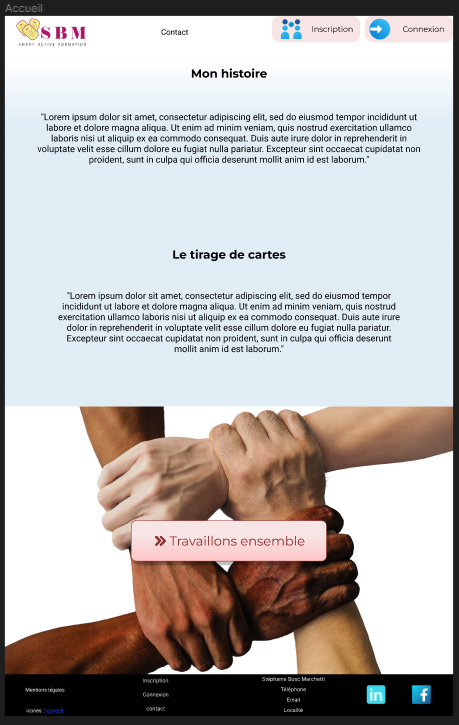 Accueil
SBM
SMART ACTIVE FORMATION
Contact
Inscription
Connexion
Mon histoire
"Lorem ipsum dolor sit amet, consectetur adipiscing elit, sed do eiusmod tempor incididunt ut
labore et dolore magna aliqua. Ut enim ad minim veniam, quis nostrud exercitation ullamco
laboris nisi ut aliquip ex ea commodo consequat. Duis aute irure dolor in reprehenderit in
voluptate velit esse cillum dolore eu fugiat nulla pariatur. Excepteur sint occaecat cupidatat non
proident, sunt in culpa qui officia deserunt mollit anim id est laborum."
Le tirage de cartes
"Lorem ipsum dolor sit amet, consectetur adipiscing elit, sed do eiusmod tempor
incididunt ut labore et dolore magna aliqua. Ut enim ad minim veniam, quis nostrud
exercitation ullamco laboris nisi ut aliquip ex ea commodo consequat. Duis aute irure
dolor in reprehenderit in voluptate velit esse cillum dolore eu fugiat nulla pariatur.
Excepteur sint occaecat cupidatat non proident, sunt in culpa qui officia deserunt
mollit anim id est laborum."
Travaillons ensemble
Mentions légales
icones : icones8
Inscription
Connexion
contact
Stéphanie Bosc Marchetti
Téléphone
Email
Localité
in
f